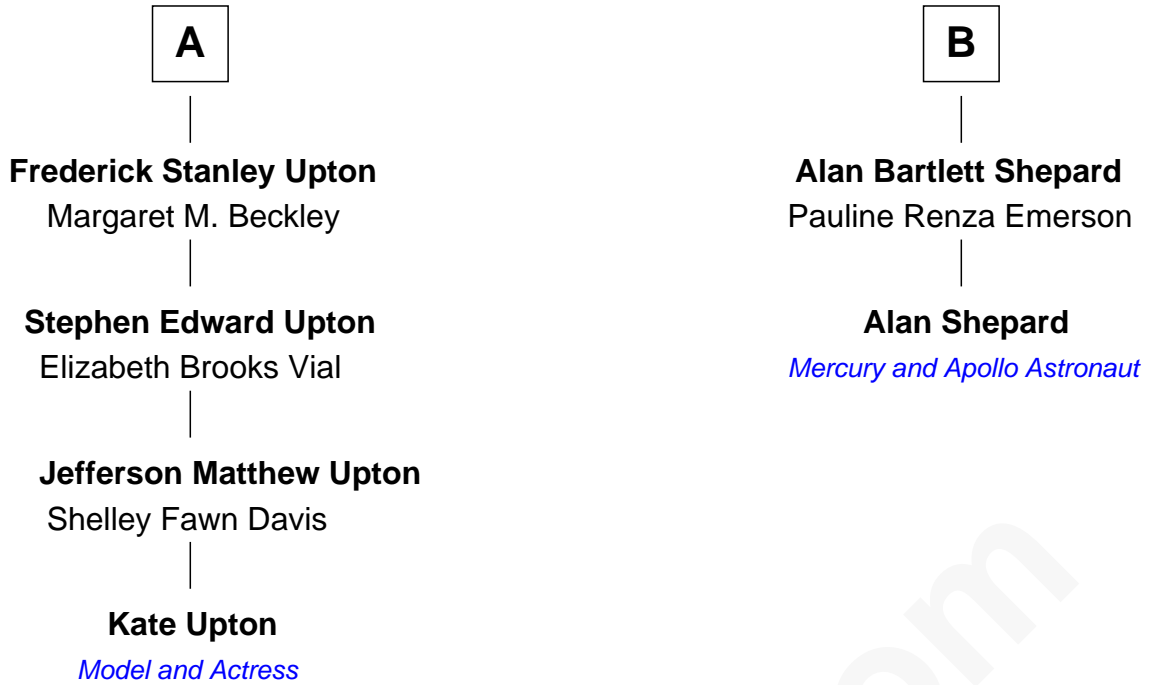 A
Frederick Stanley Upton
Margaret M. Beckley
Stephen Edward Upton
Elizabeth Brooks Vial
Jefferson Matthew Upton
Shelley Fawn Davis
Kate Upton
Model and Actress
B
Alan Bartlett Shepard
Pauline Renza Emerson
Alan Shepard
Mercury and Apollo Astronaut
om